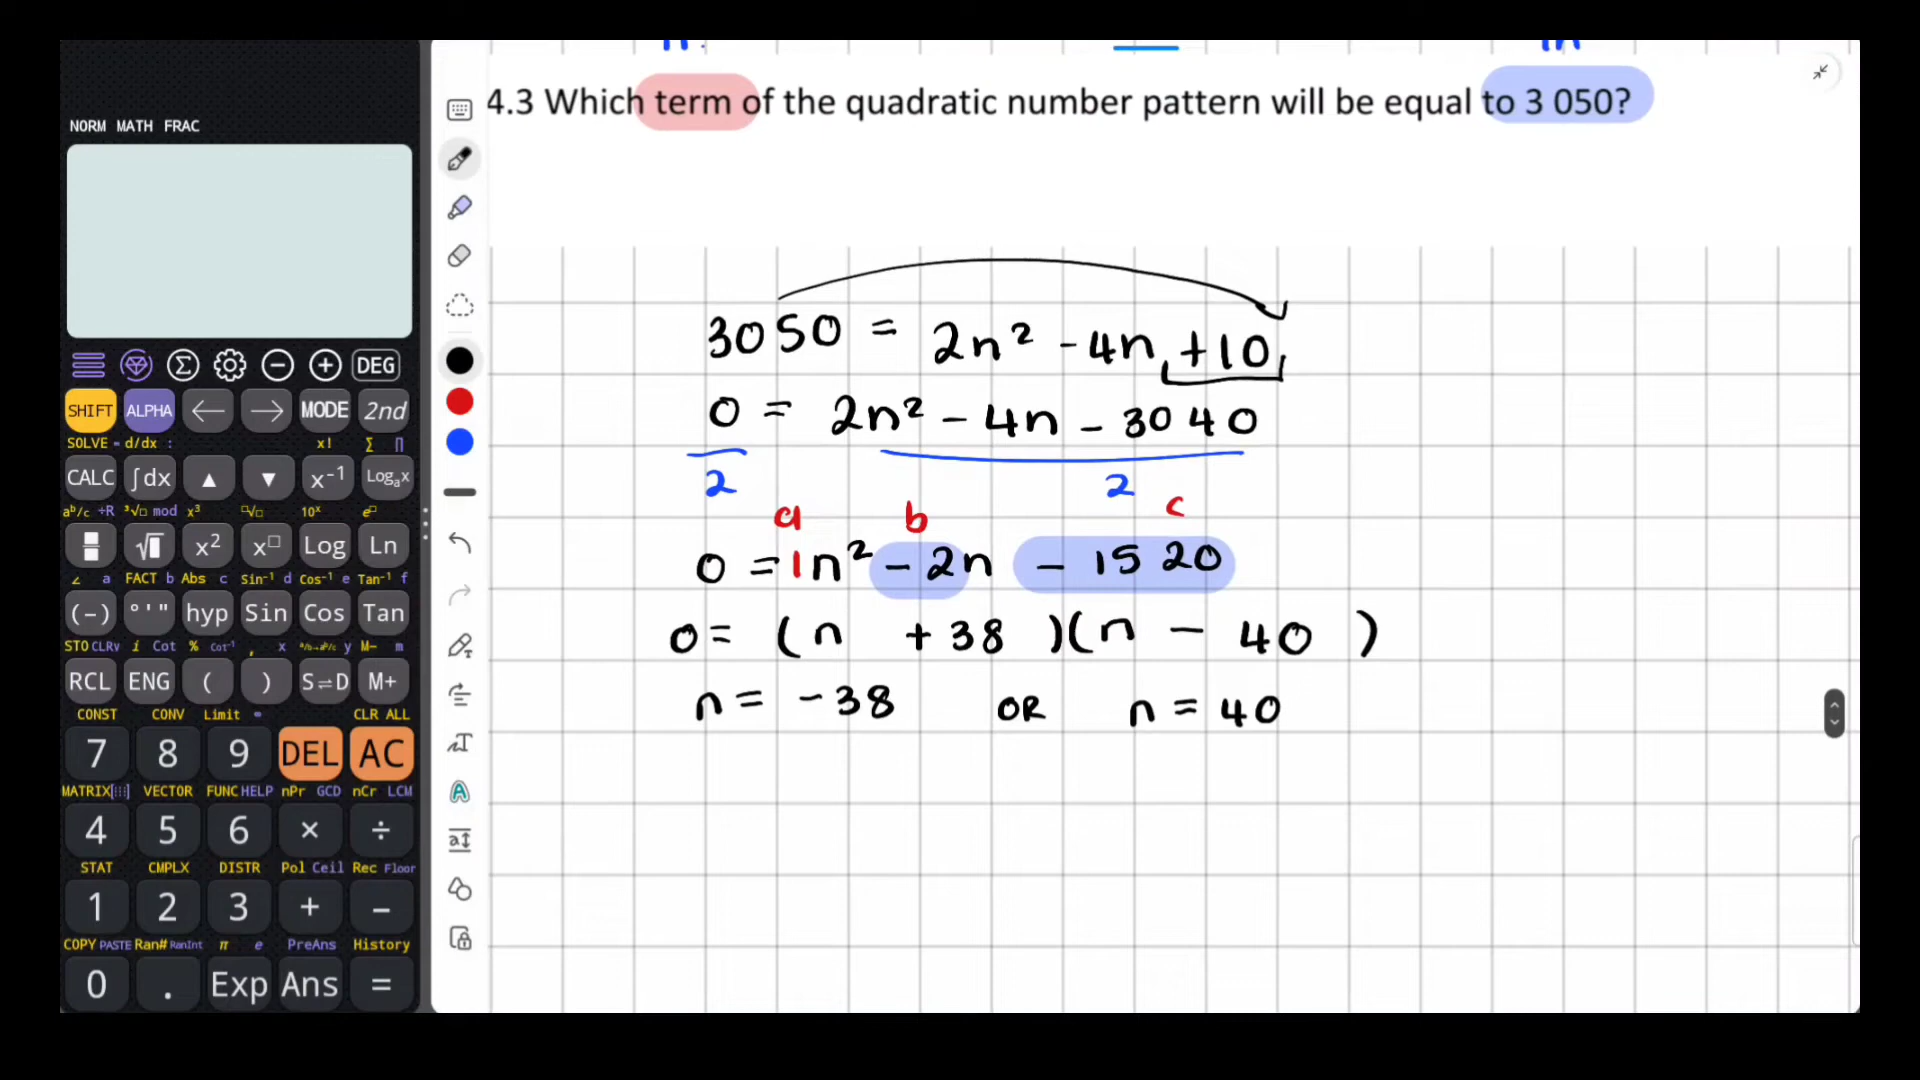 4.3 Which term of the quadratic number pattern will be equal to 3 050?
3050 = 2n² - 4n + 10
0 = 2n² - 4n - 3040
2 2
a b c
0 = 1n² - 2n - 1520
0 = (n + 38)(n - 40)
n = -38 OR n = 40
NORM MATH FRAC
DEG
SHIFT ALPHA ← → MODE 2nd
SOLVE = d/dx : x! ∑ ∏
CALC ∫dx ▲ ▼ x⁻¹ Logₐx
aᵇ/c ÷R ³√□ mod x³ □√□ 10ˣ e□
√ x² x□ Log Ln
∠ a FACT b Abs c Sin⁻¹ d Cos⁻¹ e Tan⁻¹ f
(−) °'" hyp Sin Cos Tan
STO CLRv i Cot % Cot⁻¹ , x y M− m
RCL ENG ( ) S⇌D M+
CONST CONV Limit ∞ CLR ALL
7 8 9 DEL AC
MATRIX VECTOR FUNC HELP nPr GCD nCr LCM
4 5 6 × ÷
STAT CMPLX DISTR Pol Ceil Rec Floor
1 2 3 + −
COPY PASTE Ran# RanInt π e PreAns History
0 . Exp Ans =